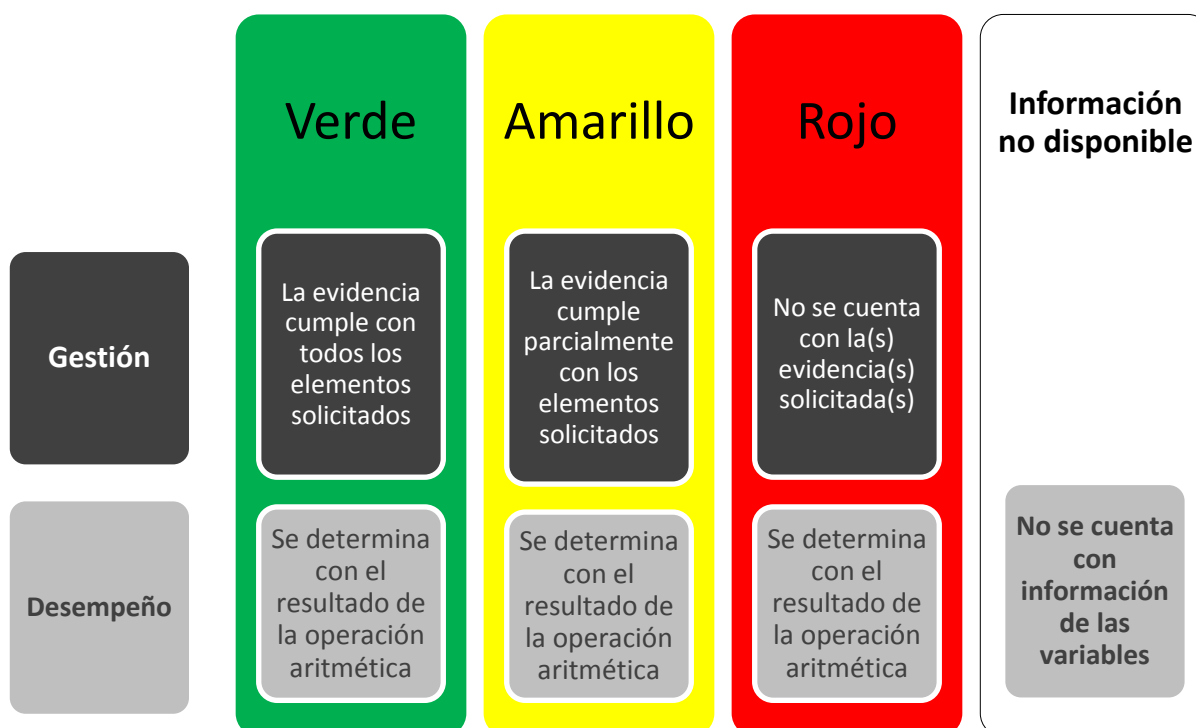 Verde
Amarillo
Rojo
Información
no disponible
Gestión
La evidencia
cumple con
todos los
elementos
solicitados
La evidencia
cumple
parcialmente
con los
elementos
solicitados
No se cuenta
con la(s)
evidencia(s)
solicitada(s)
Desempeño
Se determina
con el
resultado de
la operación
aritmética
Se determina
con el
resultado de
la operación
aritmética
Se determina
con el
resultado de
la operación
aritmética
No se cuenta
con
información
de las
variables